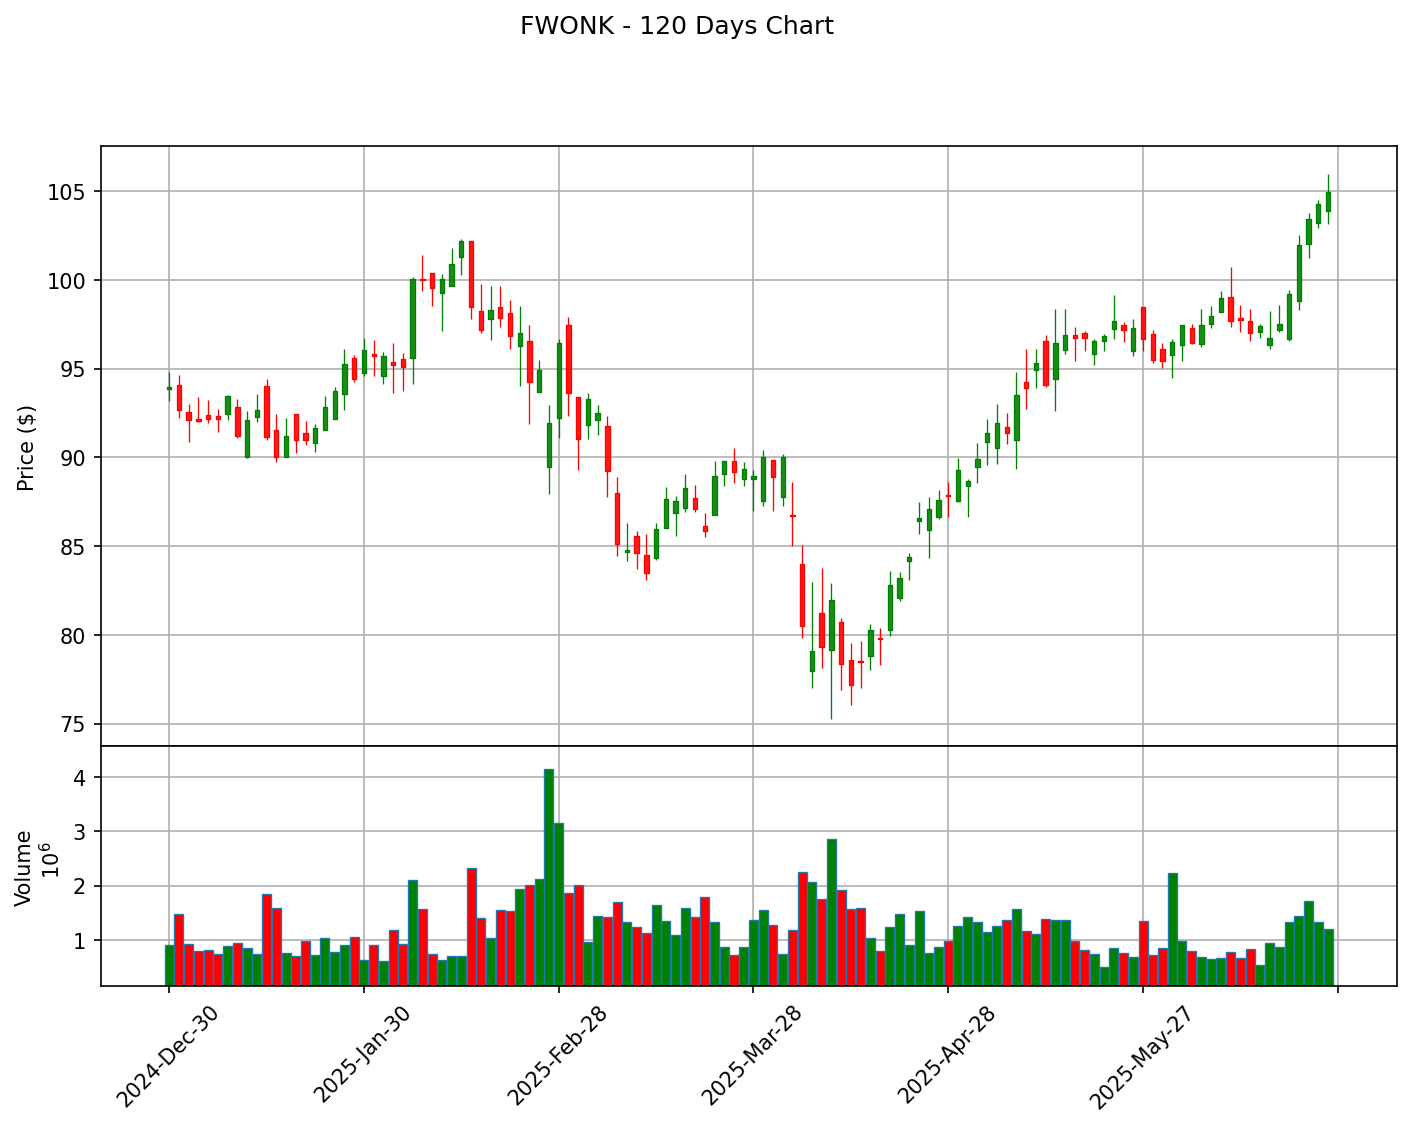 FWONK - 120 Days Chart
105
100
95
90
85
80
75
Price ($)
4
3
2
1
Volume
10⁶
2024-Dec-30
2025-Jan-30
2025-Feb-28
2025-Mar-28
2025-Apr-28
2025-May-27